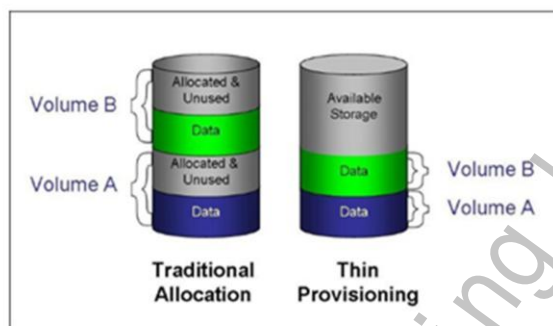 Volume B
Allocated &
Unused
Data
Volume A
Allocated &
Unused
Data
Available
Storage
Data
Volume B
Data
Volume A
Traditional
Allocation
Thin
Provisioning